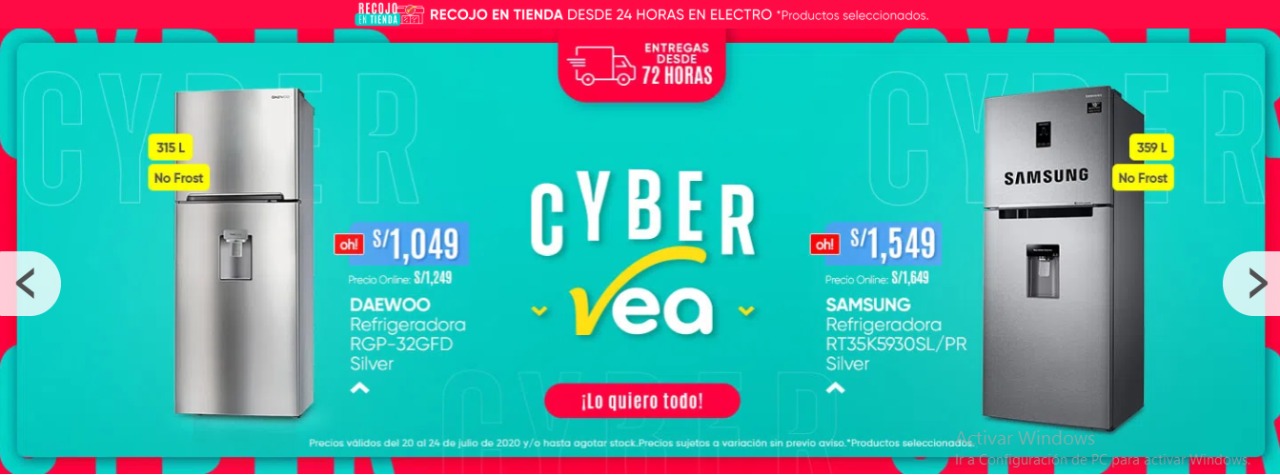 RECOJO EN TIENDA
RECOJO EN TIENDA DESDE 24 HORAS EN ELECTRO *Productos seleccionados.
ENTREGAS
DESDE
72 HORAS
CYBER
CYBER
315 L
No Frost
359 L
No Frost
SAMSUNG
CYBER
vea
oh! S/1,049
Precio Online: S/1,249
DAEWOO
Refrigeradora
RGP-32GFD
Silver
oh! S/1,549
Precio Online: S/1,649
SAMSUNG
Refrigeradora
RT35K5930SL/PR
Silver
CYBER
¡Lo quiero todo!
Precios válidos del 20 al 24 de julio de 2020 y/o hasta agotar stock.Precios sujetos a variación sin previo aviso.*Productos seleccionados.
Activar Windows
Ir a Configuración de PC para activar Windows.